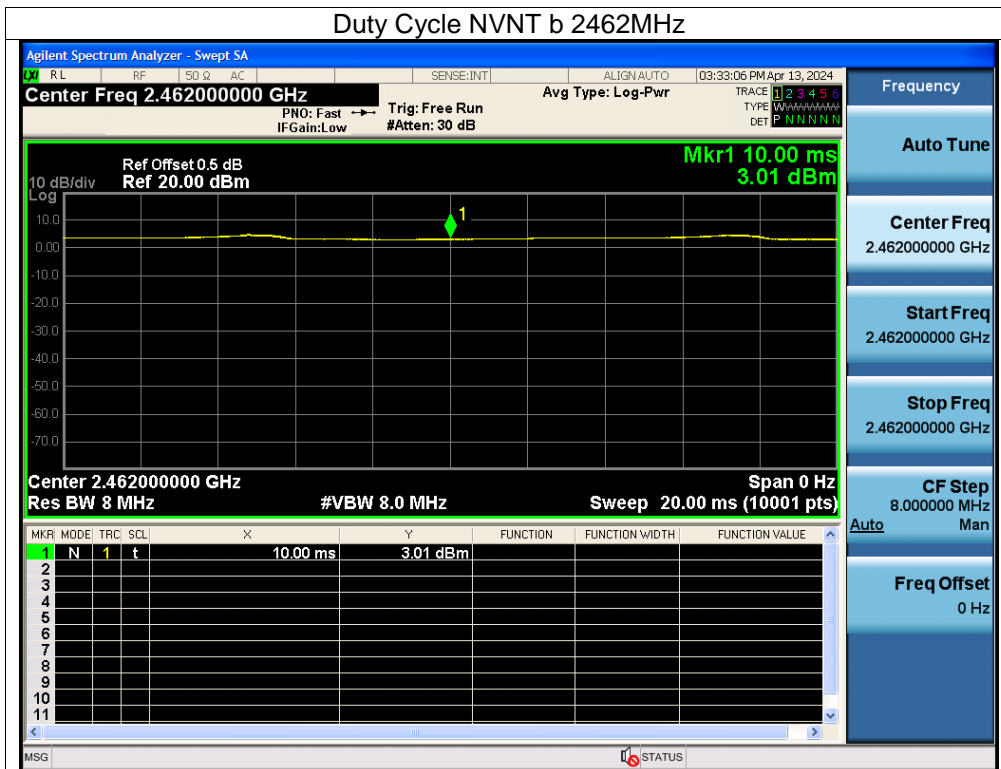 Duty Cycle NVNT b 2462MHz
Agilent Spectrum Analyzer - Swept SA
LXI RL RF 50 Ω AC SENSE:INT ALIGN AUTO 03:33:06 PM Apr 13, 2024
Center Freq 2.462000000 GHz
PNO: Fast
IFGain:Low
Trig: Free Run
#Atten: 30 dB
Avg Type: Log-Pwr
TRACE 1 2 3 4 5 6
TYPE WWWWWW
DET P N N N N N
Ref Offset 0.5 dB
10 dB/div Ref 20.00 dBm
Log
Mkr1 10.00 ms
3.01 dBm
1
10.0
0.00
-10.0
-20.0
-30.0
-40.0
-50.0
-60.0
-70.0
Center 2.462000000 GHz Span 0 Hz
Res BW 8 MHz #VBW 8.0 MHz Sweep 20.00 ms (10001 pts)
MKR MODE TRC SCL X Y FUNCTION FUNCTION WIDTH FUNCTION VALUE
1 N 1 t 10.00 ms 3.01 dBm
2
3
4
5
6
7
8
9
10
11
MSG STATUS
Frequency
Auto Tune
Center Freq
2.462000000 GHz
Start Freq
2.462000000 GHz
Stop Freq
2.462000000 GHz
CF Step
8.000000 MHz
Auto Man
Freq Offset
0 Hz